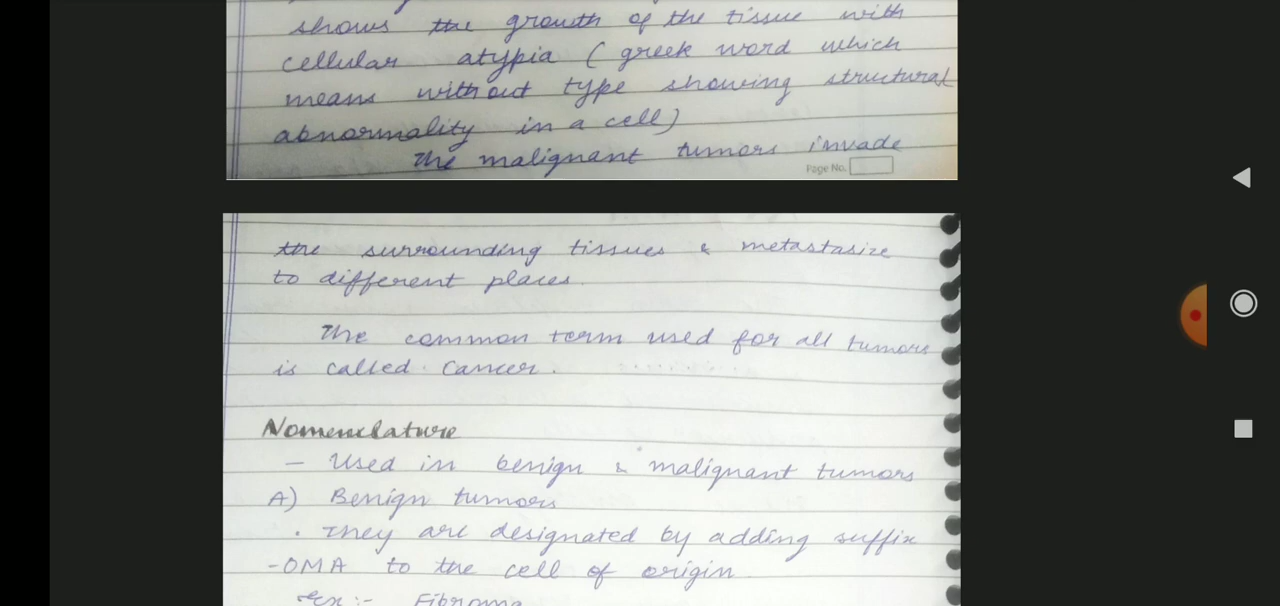 shows the growth of the tissue with
cellular atypia ( greek word which
means without type showing structural
abnormality in a cell)
The malignant tumors invade
Page No.
the surrounding tissues & metastasize
to different places.
The common term used for all tumors
is called cancer.
Nomenclature
- Used in benign & malignant tumors
A) Benign tumors
. They are designated by adding suffix
-OMA to the cell of origin
Ex :- Fibroma